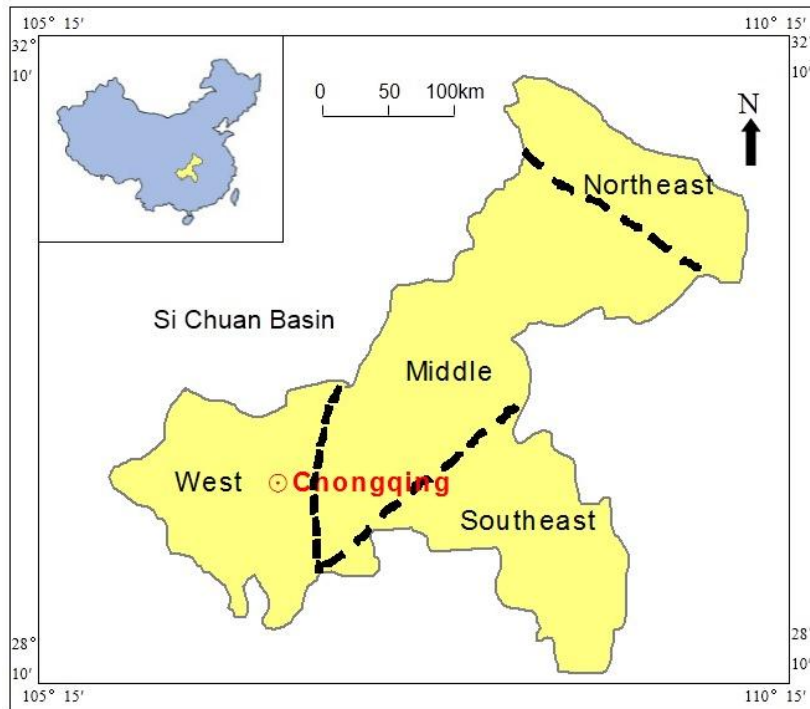 105° 15′
110° 15′
32°
10′
32°
10′
0 50 100km
N
Northeast
Si Chuan Basin
Middle
West
Chongqing
Southeast
28°
10′
28°
10′
105° 15′
110° 15′